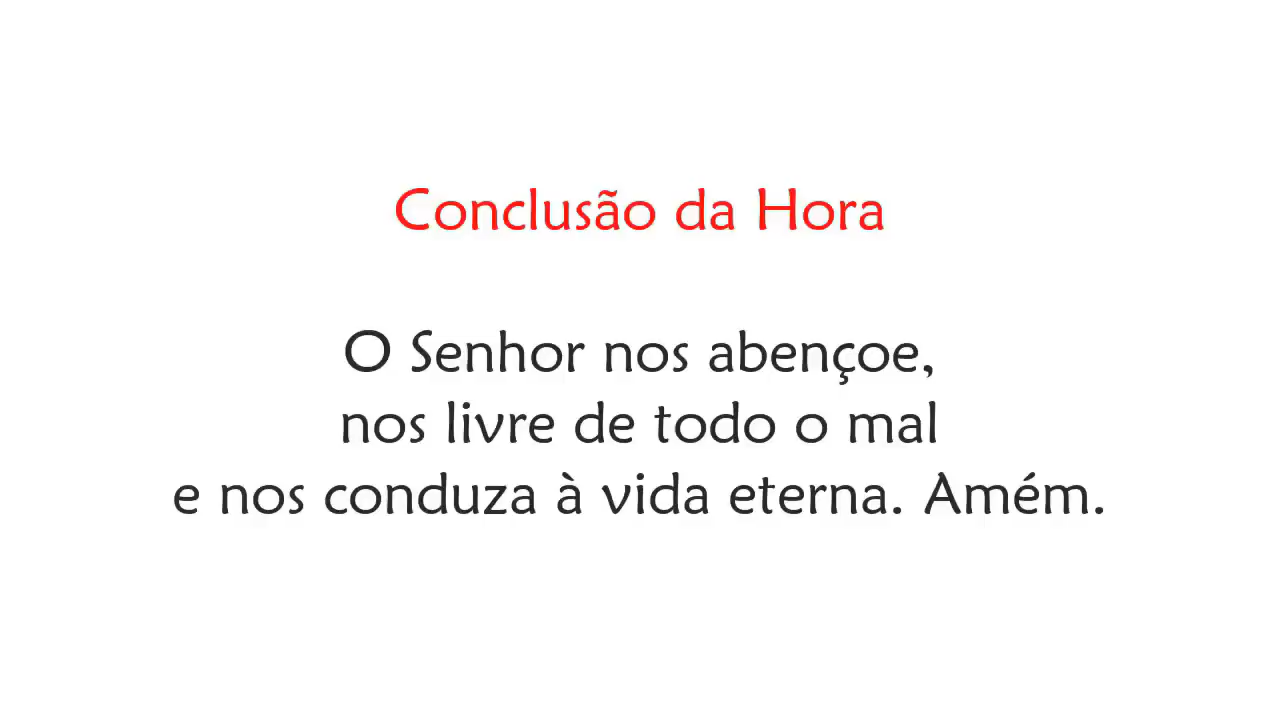 Conclusão da Hora
O Senhor nos abençoe,
nos livre de todo o mal
e nos conduza à vida eterna. Amém.